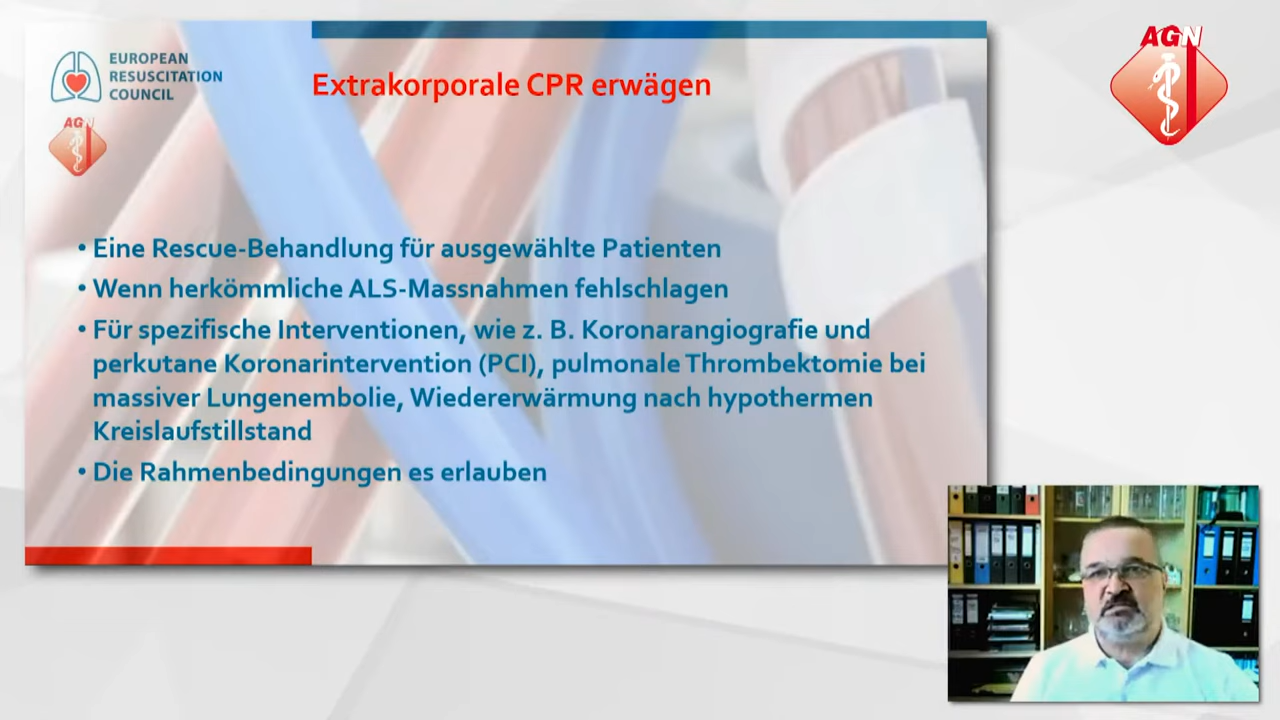 EUROPEAN
RESUSCITATION
COUNCIL
AGN
Extrakorporale CPR erwägen
AGN
• Eine Rescue-Behandlung für ausgewählte Patienten
• Wenn herkömmliche ALS-Massnahmen fehlschlagen
• Für spezifische Interventionen, wie z. B. Koronarangiografie und
perkutane Koronarintervention (PCI), pulmonale Thrombektomie bei
massiver Lungenembolie, Wiedererwärmung nach hypothermen
Kreislaufstillstand
• Die Rahmenbedingungen es erlauben